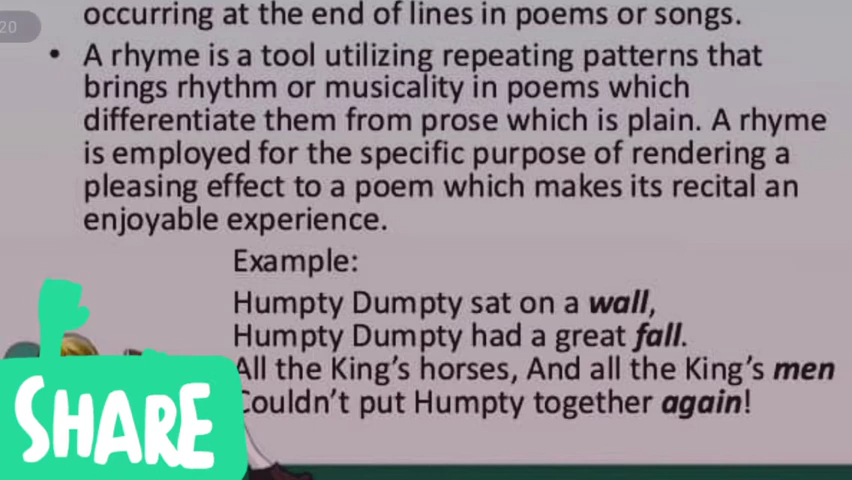 20
occurring at the end of lines in poems or songs.
• A rhyme is a tool utilizing repeating patterns that
brings rhythm or musicality in poems which
differentiate them from prose which is plain. A rhyme
is employed for the specific purpose of rendering a
pleasing effect to a poem which makes its recital an
enjoyable experience.
Example:
Humpty Dumpty sat on a wall,
Humpty Dumpty had a great fall.
All the King's horses, And all the King's men
Couldn't put Humpty together again!
SHARE